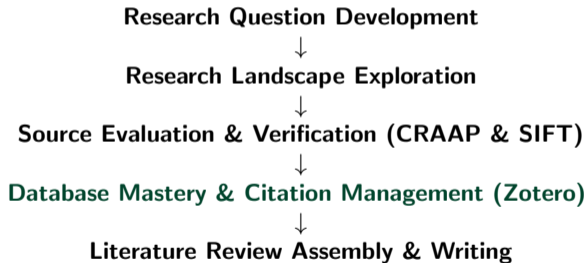 Research Question Development
↓
Research Landscape Exploration
↓
Source Evaluation & Verification (CRAAP & SIFT)
↓
Database Mastery & Citation Management (Zotero)
↓
Literature Review Assembly & Writing